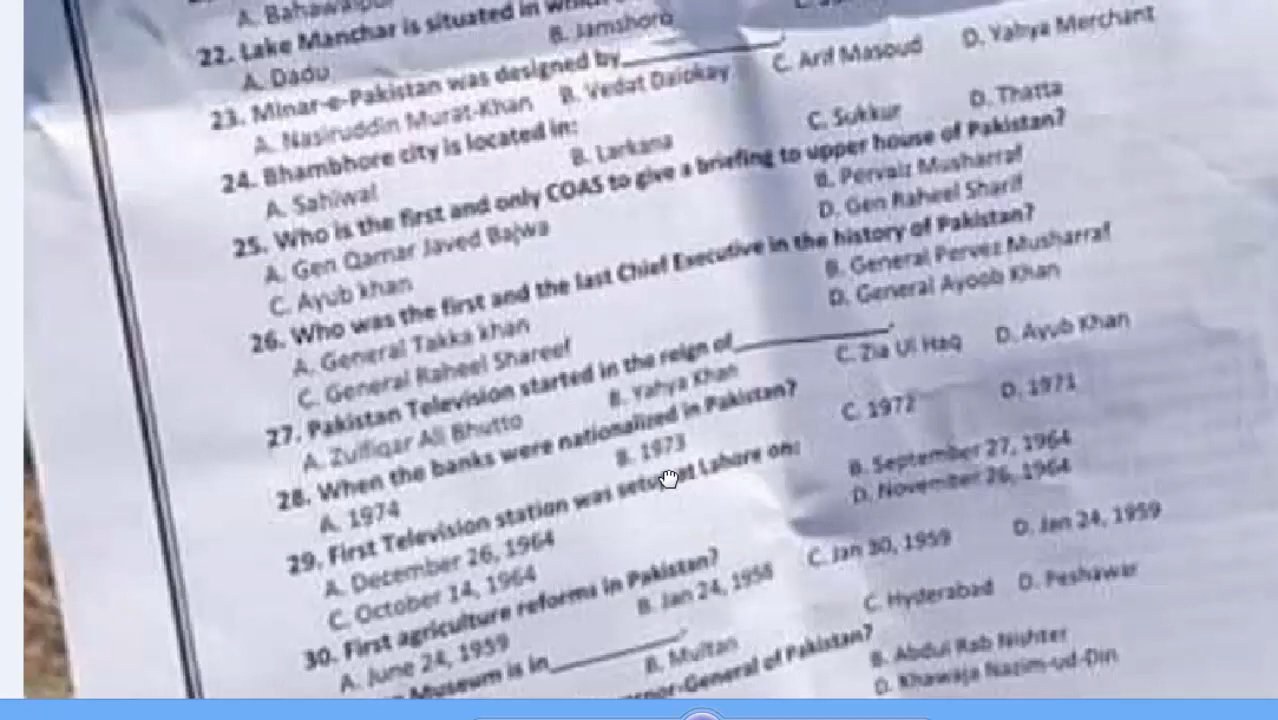 A. Bahawalpur
22. Lake Manchar is situated in which
A. Dadu B. Jamshoro
23. Minar-e-Pakistan was designed by__________.
A. Nasiruddin Murat-Khan B. Vedat Dalokay C. Arif Masoud D. Yahya Merchant
24. Bhambhore city is located in:
A. Sahiwal B. Larkana C. Sukkur D. Thatta
25. Who is the first and only COAS to give a briefing to upper house of Pakistan?
A. Gen Qamar Javed Bajwa B. Pervaiz Musharraf
C. Ayub khan D. Gen Raheel Sharif
26. Who was the first and the last Chief Executive in the history of Pakistan?
A. General Takka khan B. General Pervez Musharraf
C. General Raheel Shareef D. General Ayoob Khan
27. Pakistan Television started in the reign of__________.
A. Zulfiqar Ali Bhutto B. Yahya Khan C. Zia Ul Haq D. Ayub Khan
28. When the banks were nationalized in Pakistan?
A. 1974 B. 1973 C. 1972 D. 1971
29. First Television station was setup at Lahore on:
A. December 26, 1964 B. September 27, 1964
C. October 14, 1964 D. November 26, 1964
30. First agriculture reforms in Pakistan?
A. June 24, 1959 B. Jan 24, 1958 C. Jan 30, 1959 D. Jan 24, 1959
Museum is in__________.
B. Multan C. Hyderabad D. Peshawar
-General of Pakistan?
B. Abdul Rab Nishter
D. Khawaja Nazim-ud-Din